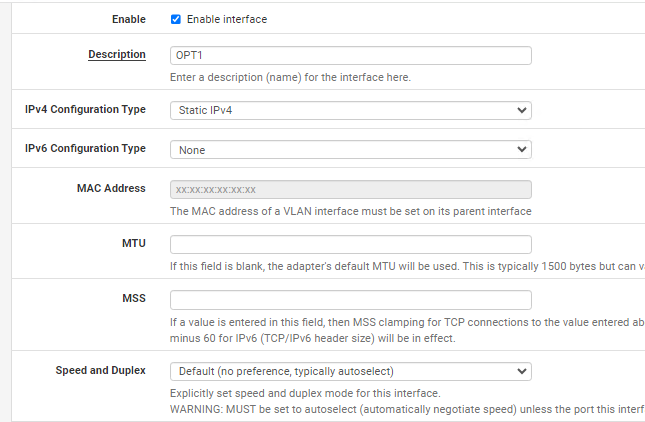 Enable Enable interface
Description OPT1
Enter a description (name) for the interface here.
IPv4 Configuration Type Static IPv4
IPv6 Configuration Type None
MAC Address xx:xx:xx:xx:xx:xx
The MAC address of a VLAN interface must be set on its parent interface
MTU
If this field is blank, the adapter's default MTU will be used. This is typically 1500 bytes but can
MSS
If a value is entered in this field, then MSS clamping for TCP connections to the value entered
minus 60 for IPv6 (TCP/IPv6 header size) will be in effect.
Speed and Duplex Default (no preference, typically autoselect)
Explicitly set speed and duplex mode for this interface.
WARNING: MUST be set to autoselect (automatically negotiate speed) unless the port this